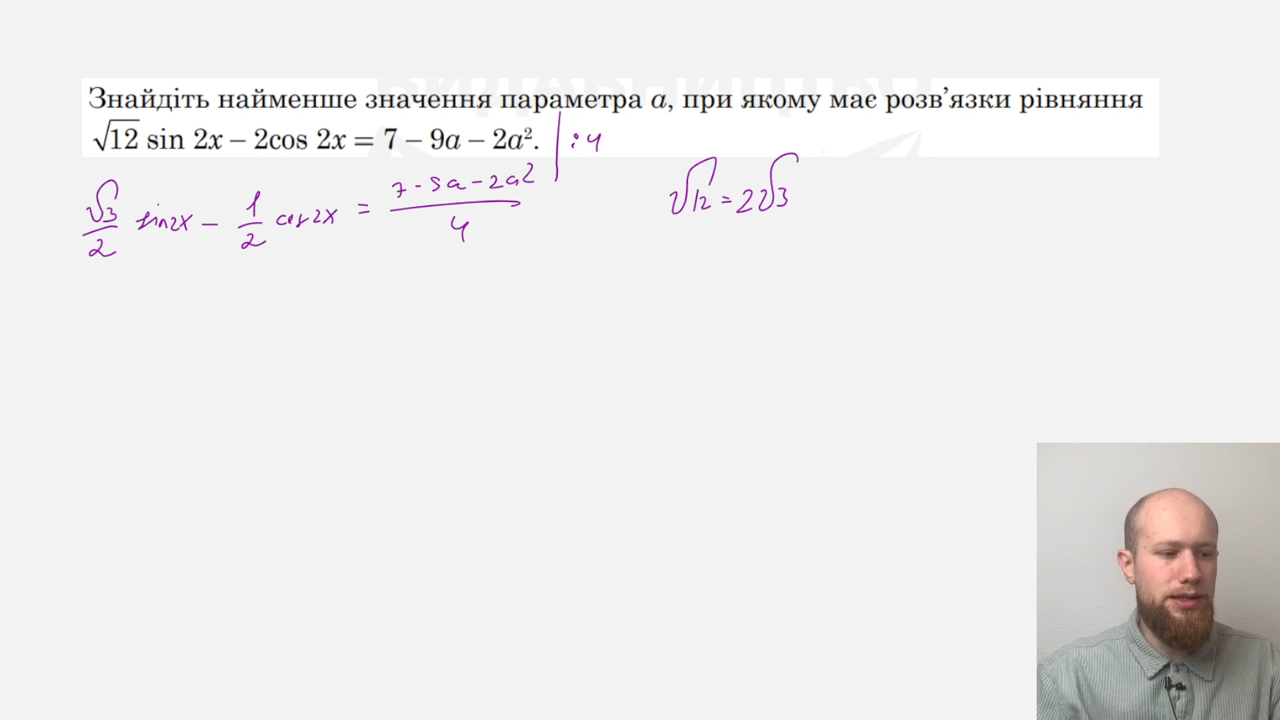 Знайдіть найменше значення параметра a, при якому має розв’язки рівняння
√12 sin 2x – 2cos 2x = 7 – 9a – 2a². | : 4
√3/2 sin2x – 1/2 cos2x = (7 - 9a - 2a²)/4
√12 = 2√3